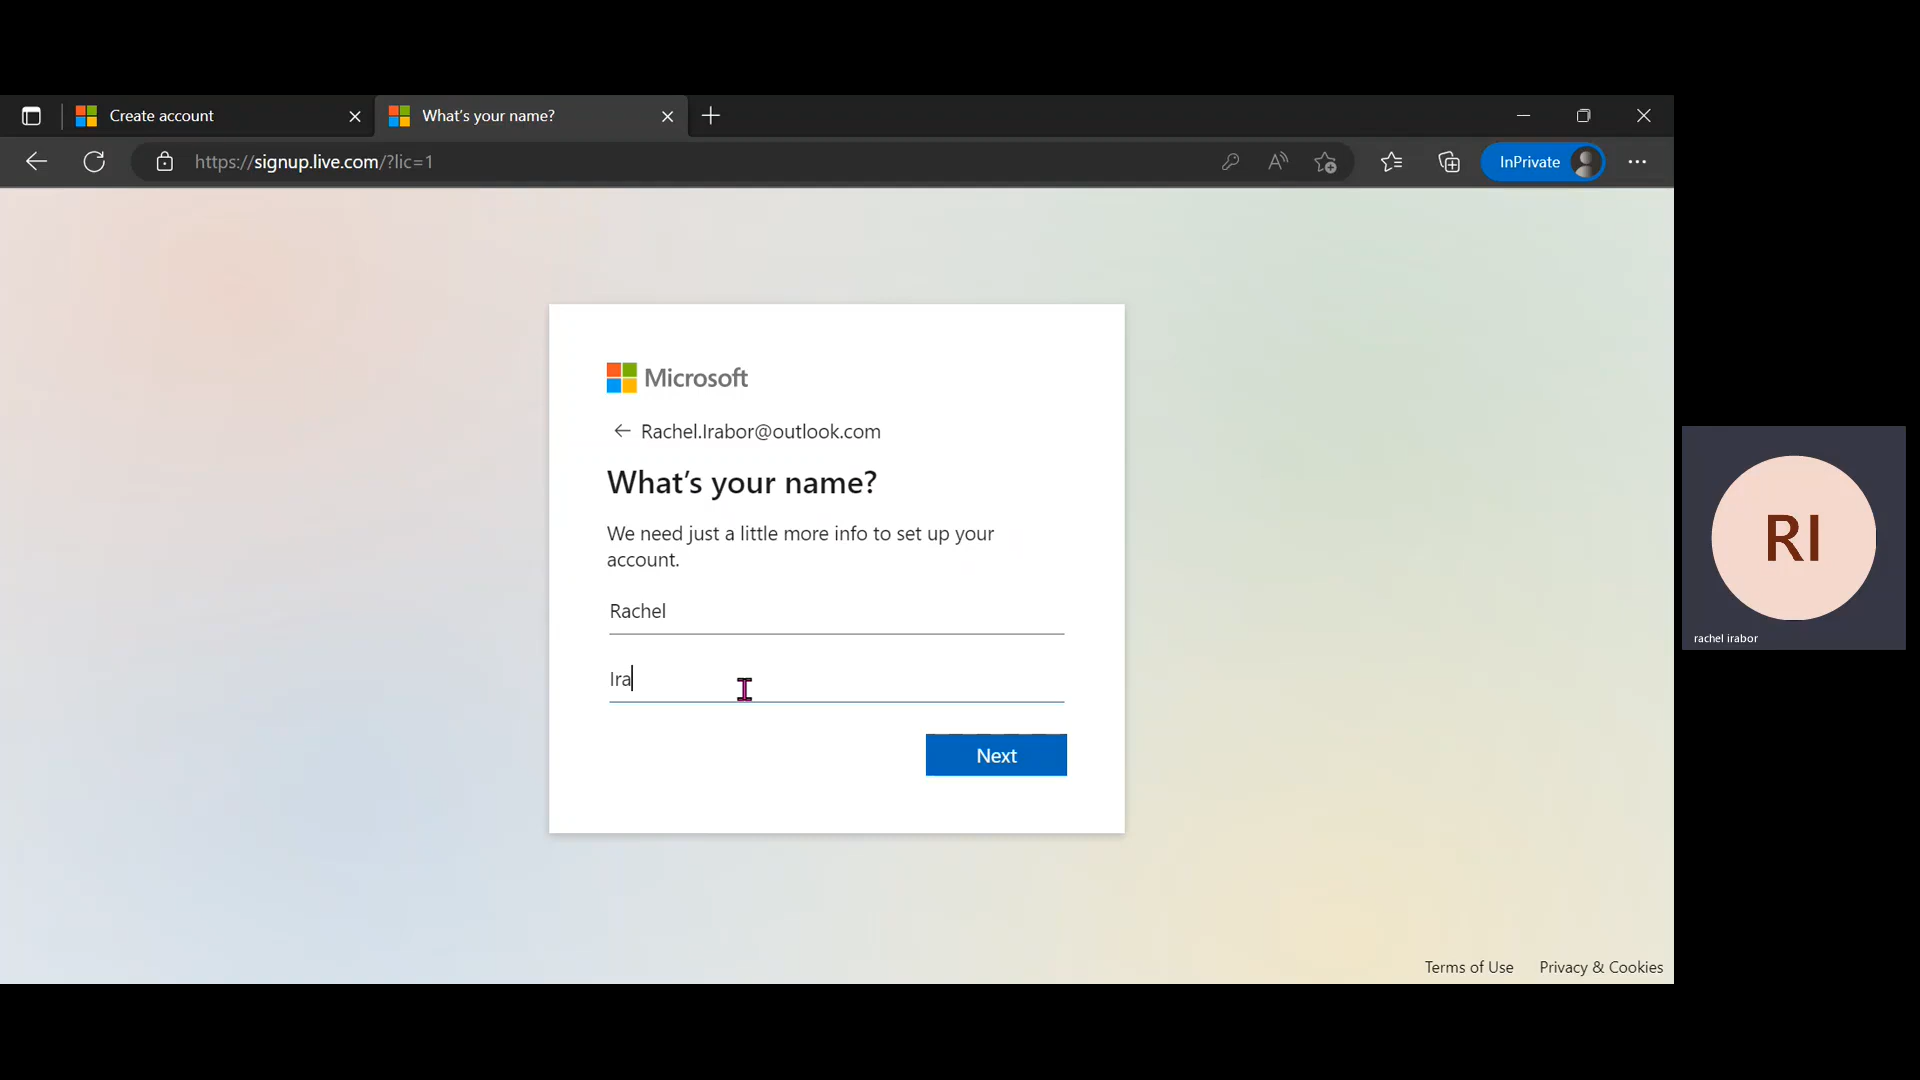 Create account
What's your name?
https://signup.live.com/?lic=1
InPrivate
Microsoft
Rachel.Irabor@outlook.com
What's your name?
We need just a little more info to set up your
account.
Rachel
Ira
Next
RI
rachel irabor
Terms of Use
Privacy & Cookies